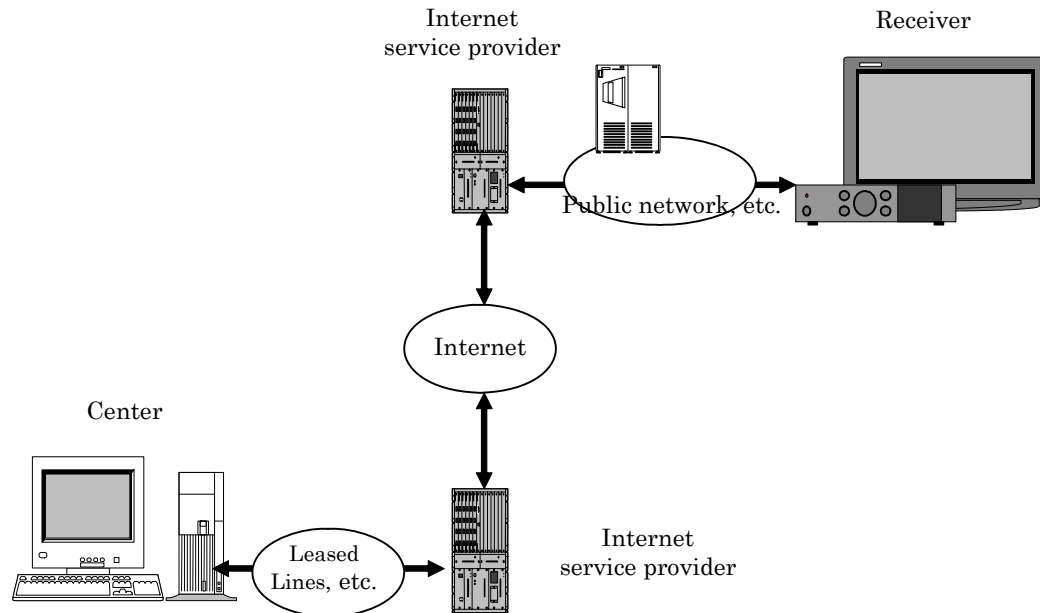 Internet
service provider
Receiver
Public network, etc.
Internet
Center
Leased
Lines, etc.
Internet
service provider